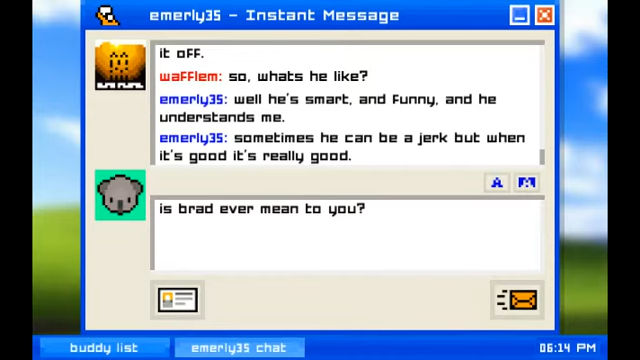 emerly35 - Instant Message
it off.
wafflem: so, whats he like?
emerly35: well he's smart, and funny, and he
understands me.
emerly35: sometimes he can be a jerk but when
it's good it's really good.
A
is brad ever mean to you?
buddy list
emerly35 chat
06:14 PM